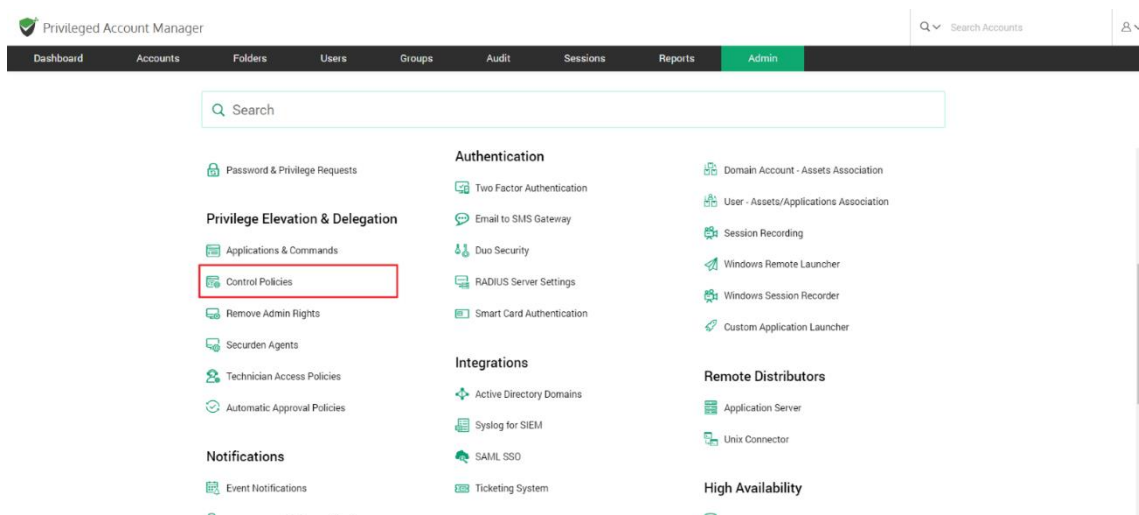 Privileged Account Manager
Search Accounts
Dashboard Accounts Folders Users Groups Audit Sessions Reports Admin
Search
Password & Privilege Requests
Privilege Elevation & Delegation
Applications & Commands
Control Policies
Remove Admin Rights
Securden Agents
Technician Access Policies
Automatic Approval Policies
Notifications
Event Notifications
Authentication
Two Factor Authentication
Email to SMS Gateway
Duo Security
RADIUS Server Settings
Smart Card Authentication
Integrations
Active Directory Domains
Syslog for SIEM
SAML SSO
Ticketing System
Domain Account - Assets Association
User - Assets/Applications Association
Session Recording
Windows Remote Launcher
Windows Session Recorder
Custom Application Launcher
Remote Distributors
Application Server
Unix Connector
High Availability